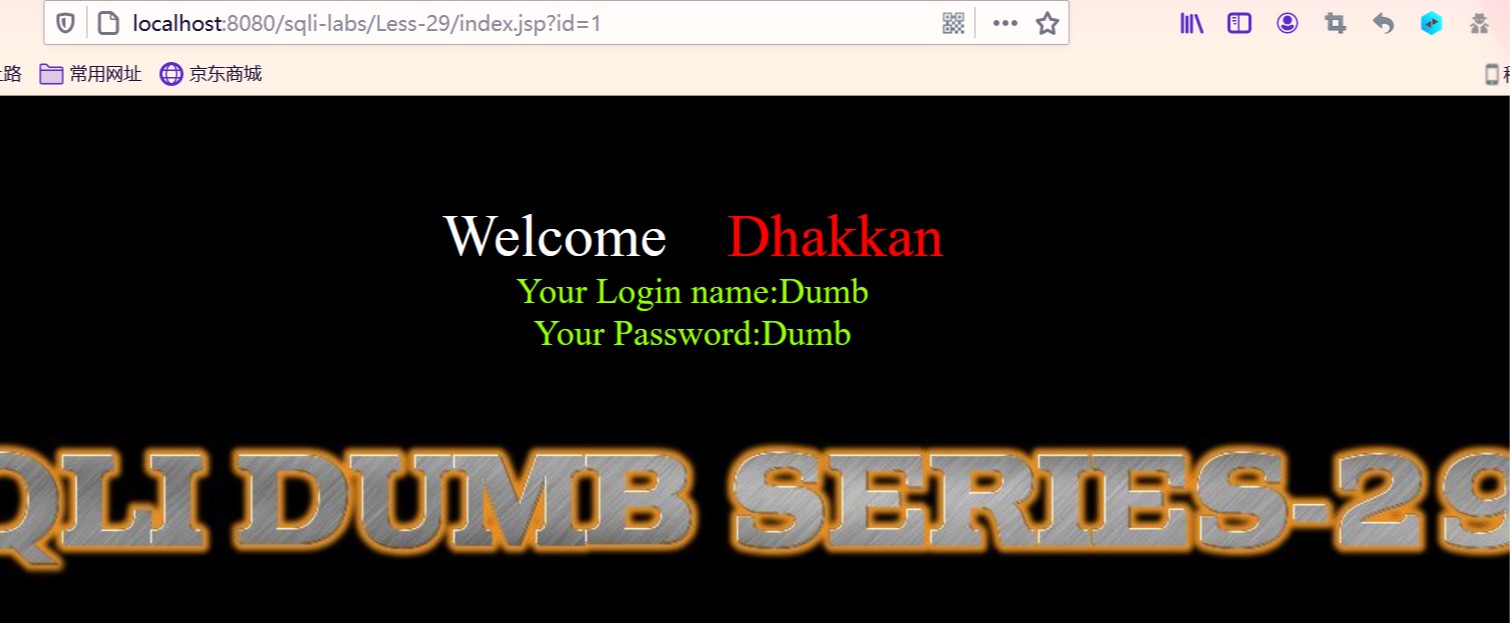 localhost:8080/sqli-labs/Less-29/index.jsp?id=1
路 常用网址 京东商城
Welcome Dhakkan
Your Login name:Dumb
Your Password:Dumb
QLI DUMB SERIES-29